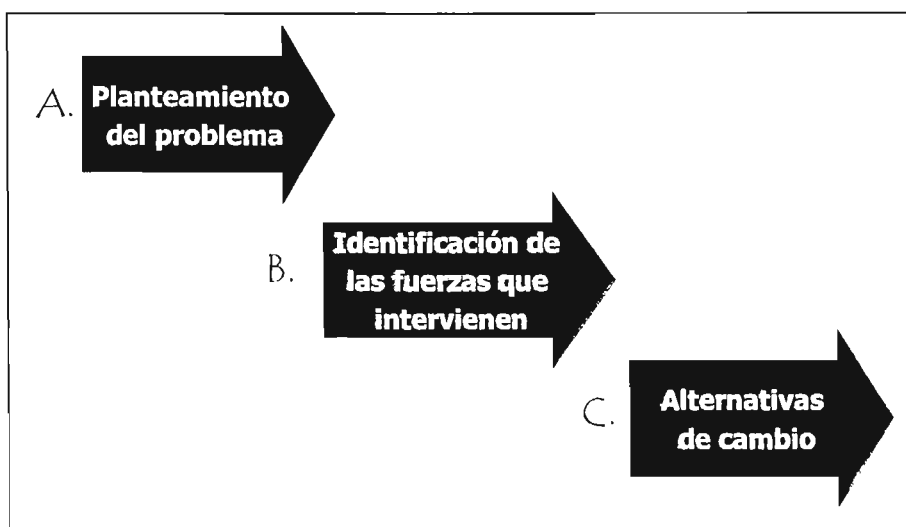 A. Planteamiento
del problema
B. Identificación de
las fuerzas que
intervienen
C. Alternativas
de cambio